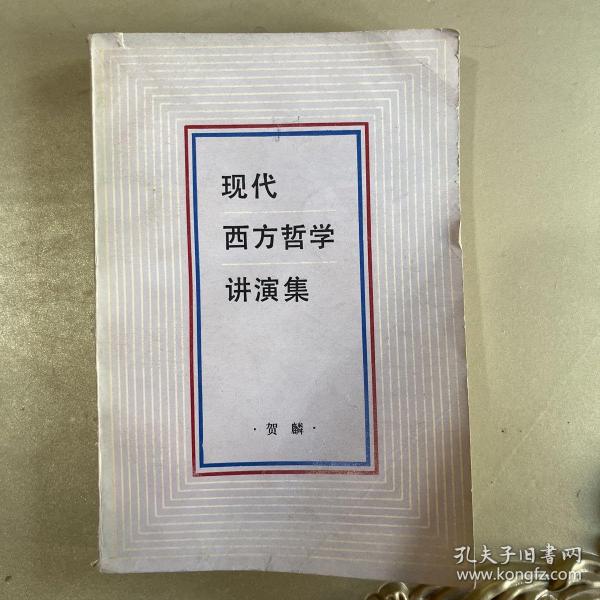 现代
西方哲学
讲演集
·贺麟·
孔夫子旧书网
www.kongfz.com